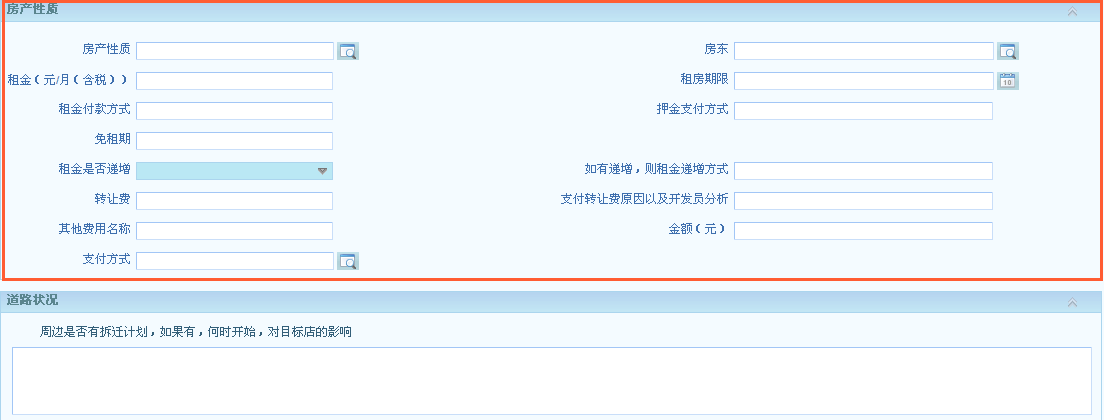 房产性质
房产性质 房东
租金（元/月（含税）） 租房期限
租金付款方式 押金支付方式
免租期
租金是否递增 如有递增，则租金递增方式
转让费 支付转让费原因以及开发员分析
其他费用名称 金额（元）
支付方式
道路状况
周边是否有拆迁计划，如果有，何时开始，对目标店的影响